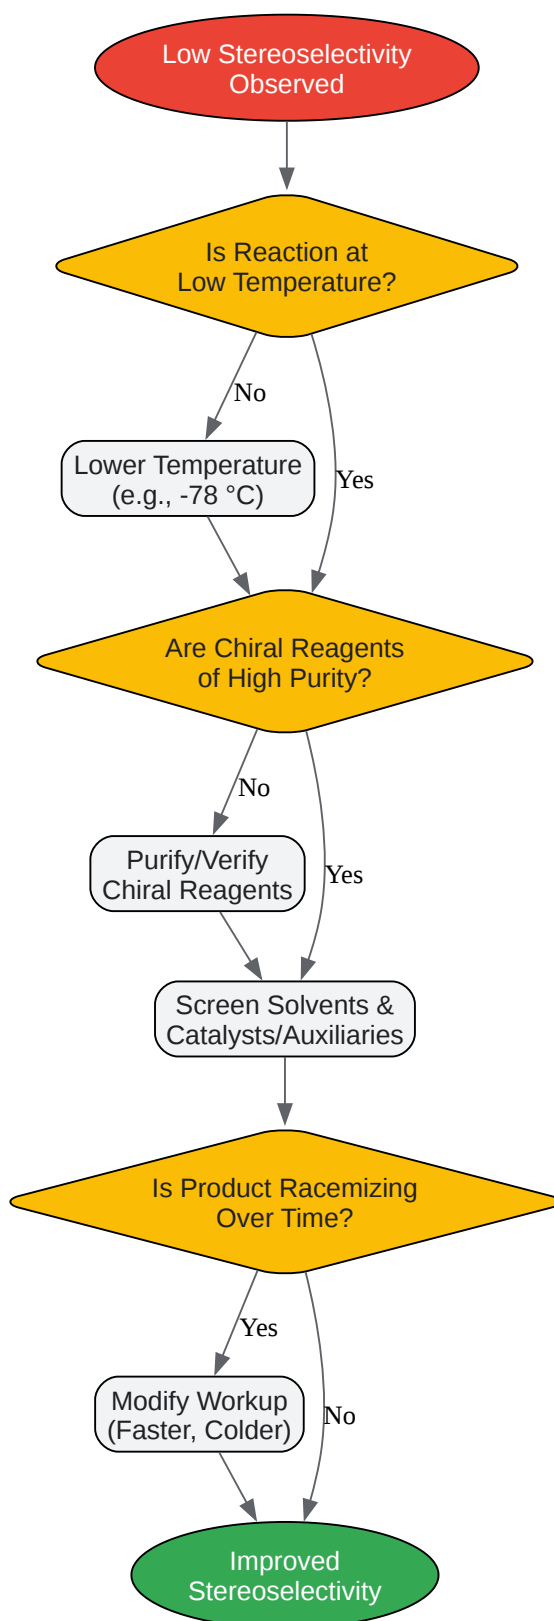 Low Stereoselectivity
Observed
Is Reaction at
Low Temperature?
No
Lower Temperature
(e.g., -78 °C)
Yes
Are Chiral Reagents
of High Purity?
No
Purify/Verify
Chiral Reagents
Yes
Screen Solvents &
Catalysts/Auxiliaries
Is Product Racemizing
Over Time?
Yes
Modify Workup
(Faster, Colder)
No
Improved
Stereoselectivity